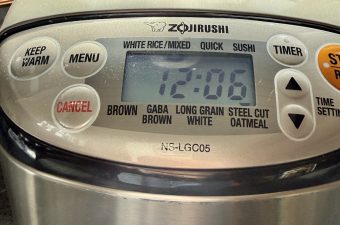 ZOJIRUSHI
KEEP
WARM
MENU
WHITE RICE/MIXED QUICK SUSHI
TIMER
12:06
CANCEL
BROWN GABA BROWN LONG GRAIN WHITE STEEL CUT OATMEAL
TIME
SETTING
NS-LGC05